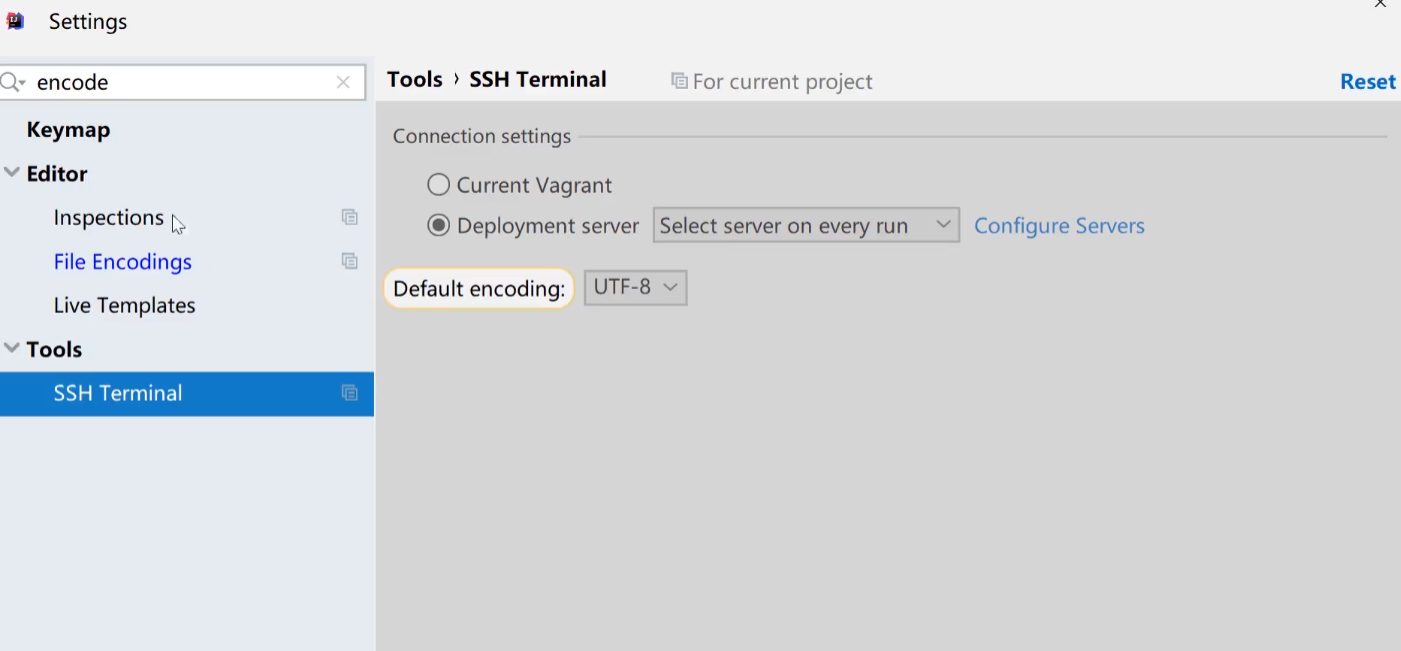 Settings
encode
Keymap
Editor
Inspections
File Encodings
Live Templates
Tools
SSH Terminal
Tools › SSH Terminal
For current project
Reset
Connection settings
Current Vagrant
Deployment server Select server on every run Configure Servers
Default encoding: UTF-8